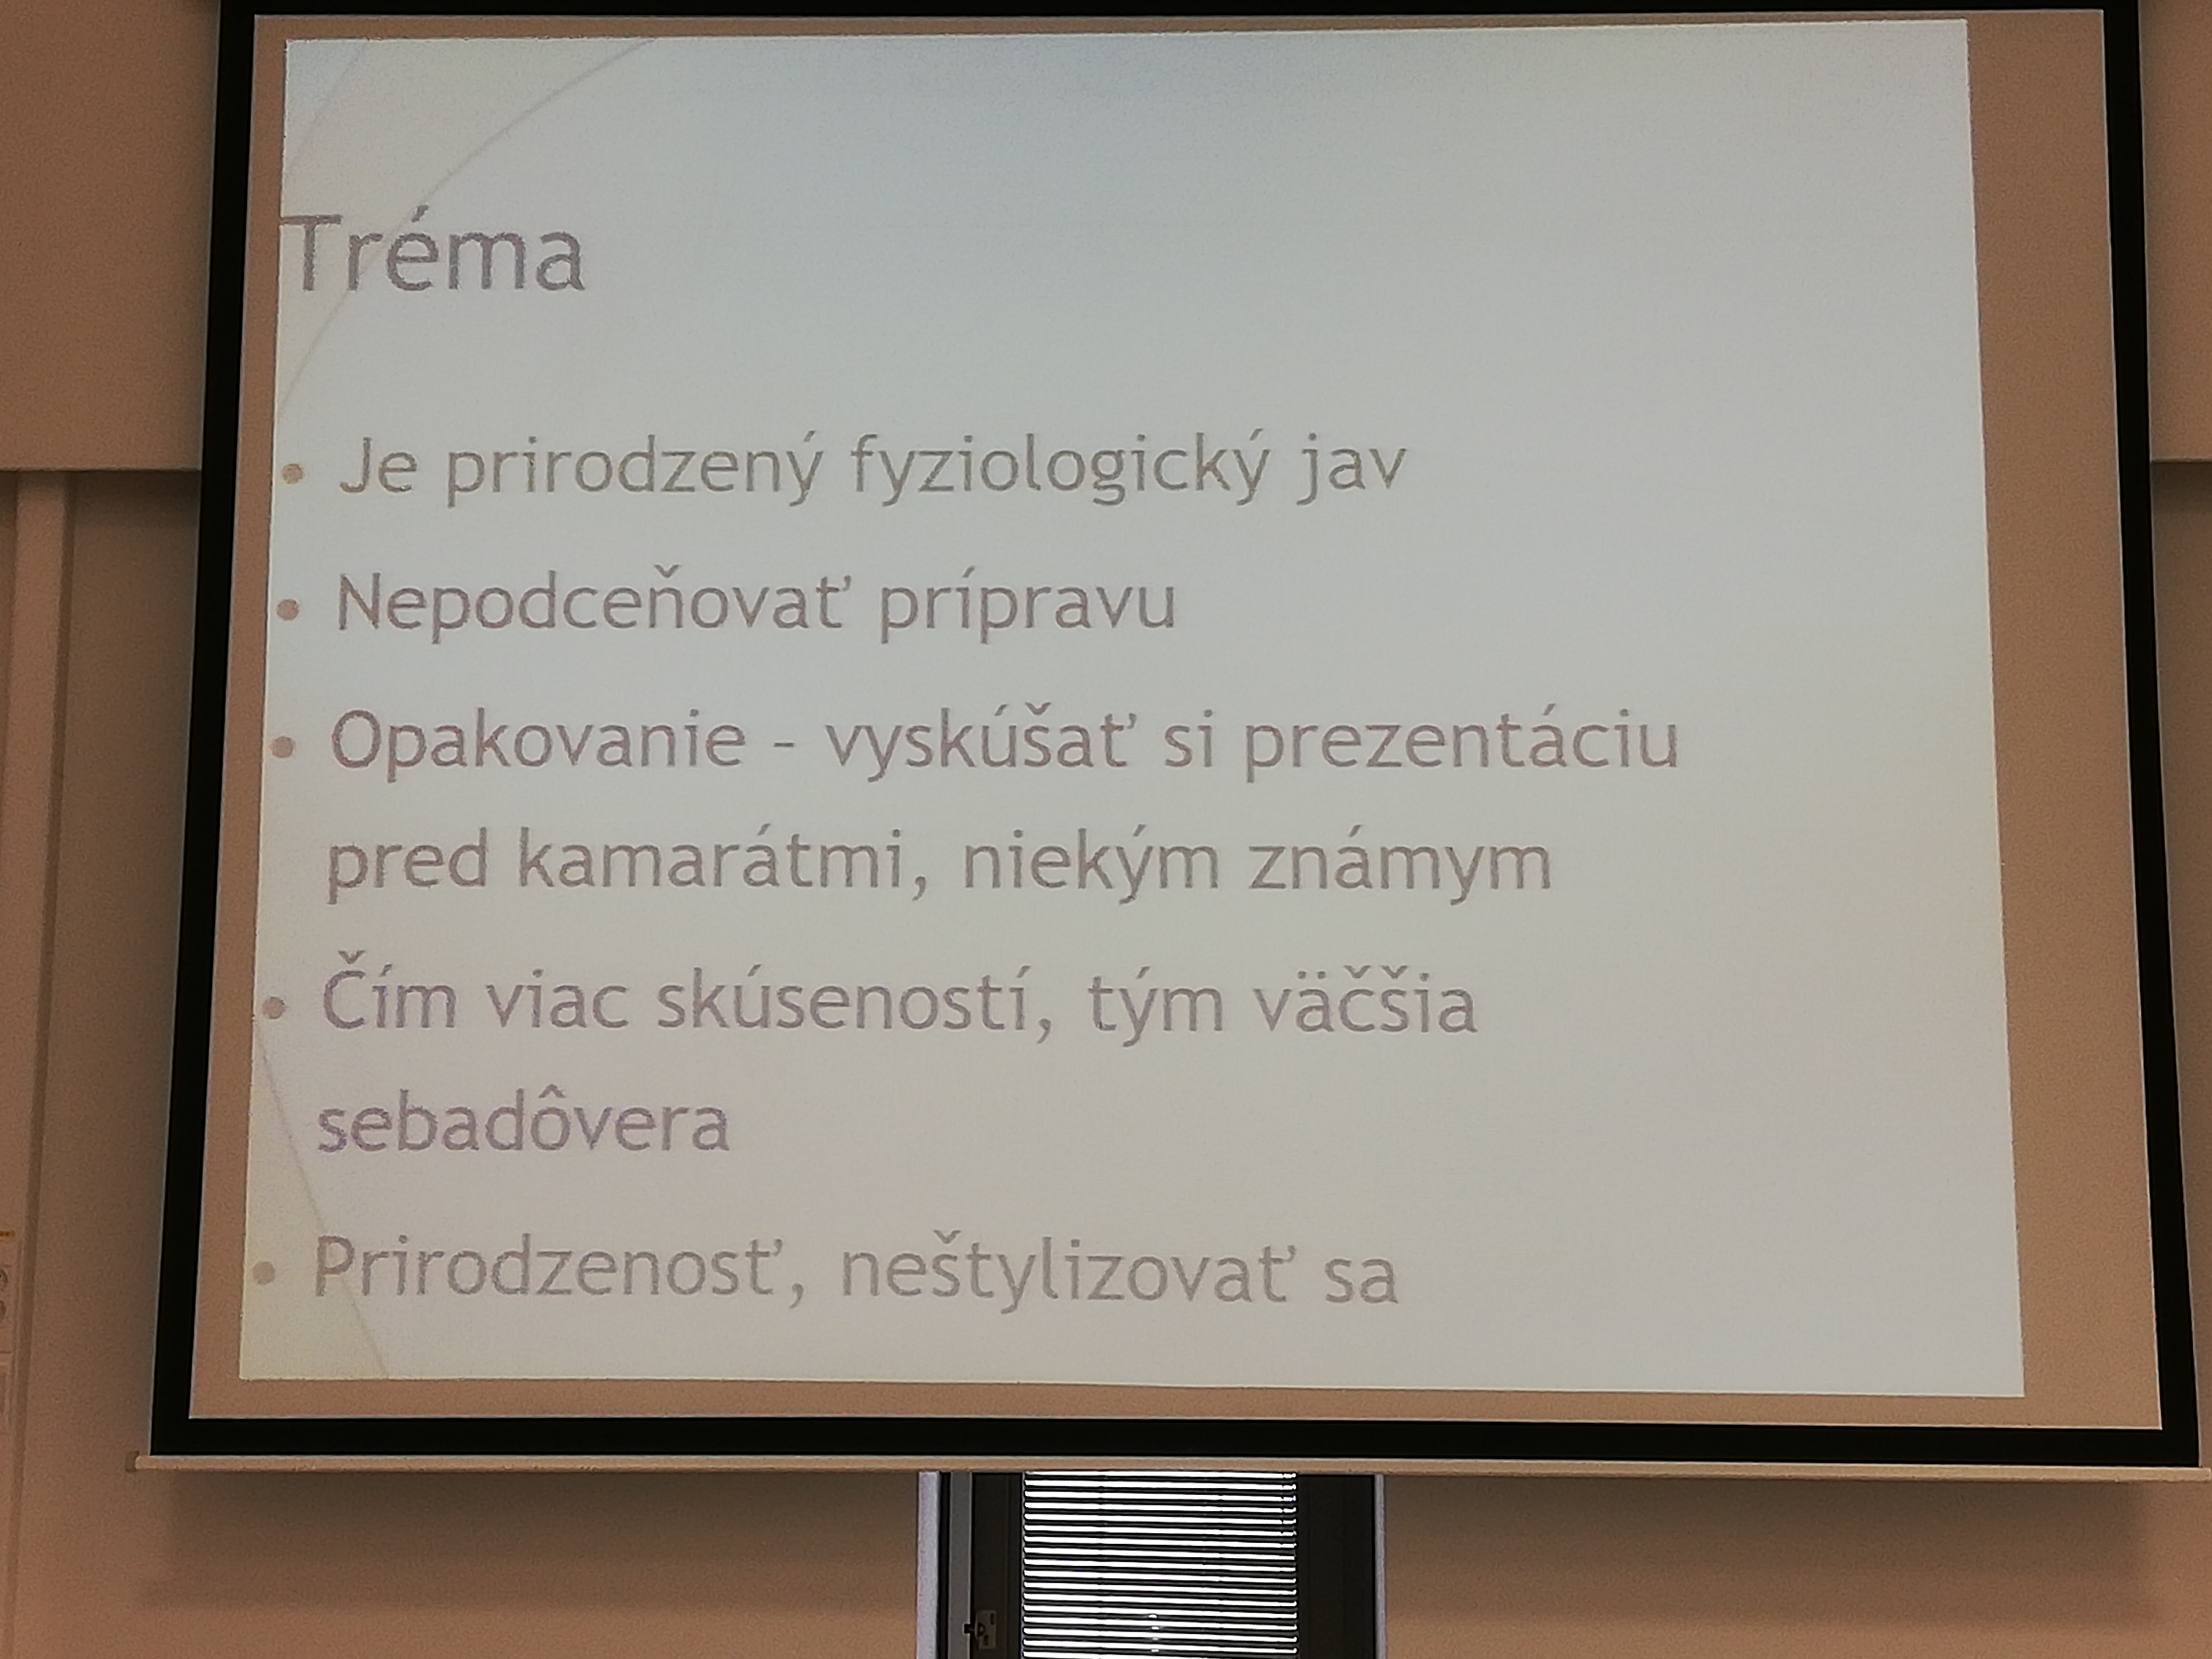 Tréma
• Je prirodzený fyziologický jav
• Nepodceňovať prípravu
• Opakovanie - vyskúšať si prezentáciu
pred kamarátmi, niekým známym
• Čím viac skúseností, tým väčšia
sebadôvera
• Prirodzenosť, neštylizovať sa